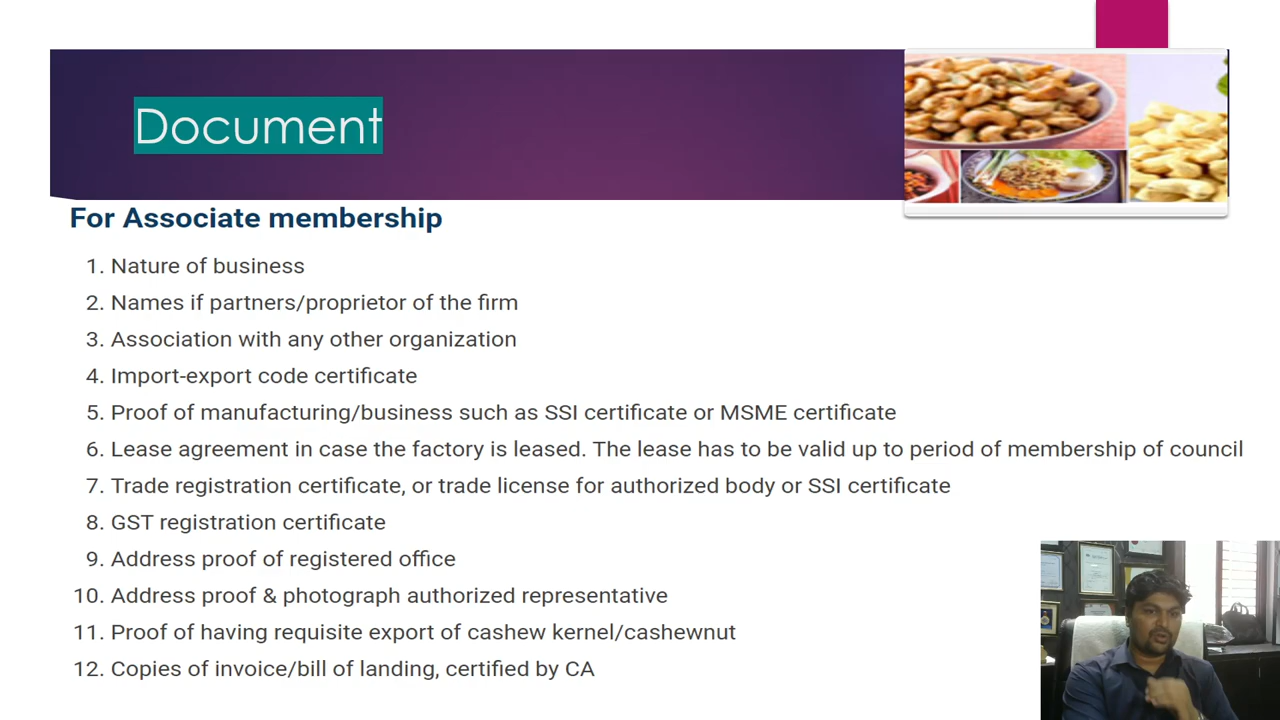 Document
For Associate membership
1. Nature of business
2. Names if partners/proprietor of the firm
3. Association with any other organization
4. Import-export code certificate
5. Proof of manufacturing/business such as SSI certificate or MSME certificate
6. Lease agreement in case the factory is leased. The lease has to be valid up to period of membership of council
7. Trade registration certificate, or trade license for authorized body or SSI certificate
8. GST registration certificate
9. Address proof of registered office
10. Address proof & photograph authorized representative
11. Proof of having requisite export of cashew kernel/cashewnut
12. Copies of invoice/bill of landing, certified by CA